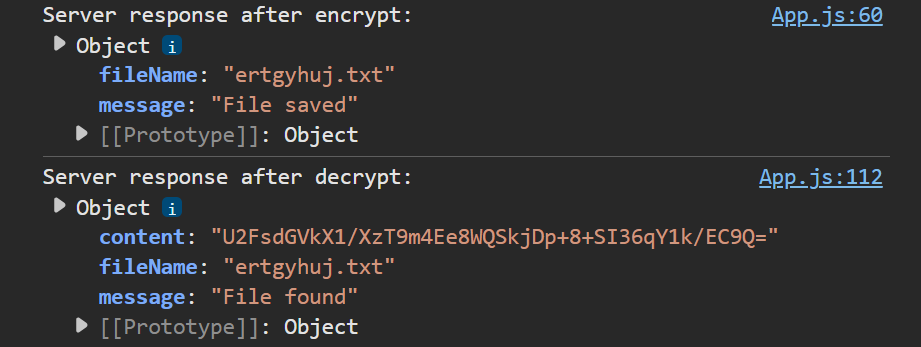 Server response after encrypt: App.js:60
▶ Object i
fileName: "ertgyhuj.txt"
message: "File saved"
▶ [[Prototype]]: Object
Server response after decrypt: App.js:112
▶ Object i
content: "U2FsdGVkX1/XzT9m4Ee8WQSkjDp+8+SI36qY1k/EC9Q="
fileName: "ertgyhuj.txt"
message: "File found"
▶ [[Prototype]]: Object